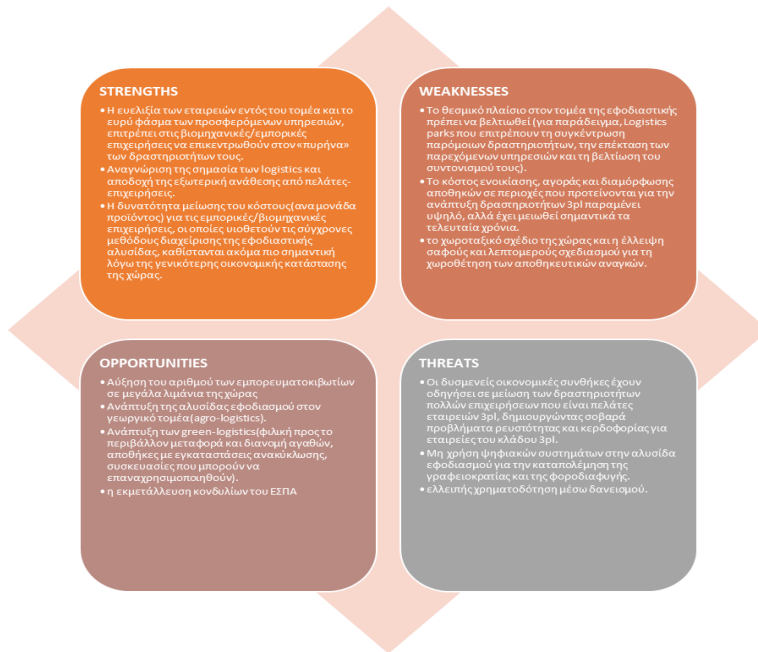 STRENGTHS
• Η ευελιξία των εταιρειών εντός του τομέα και το
ευρύ φάσμα των προσφερόμενων υπηρεσιών,
επιτρέπει στις βιομηχανικές/εμπορικές
επιχειρήσεις να επικεντρωθούν στον «πυρήνα»
των δραστηριοτήτων τους.
• Αναγνώριση της σημασία των logistics και
αποδοχή της εξωτερική ανάθεσης από πελάτες-
επιχειρήσεις.
• Η δυνατότητα μείωσης του κόστους(ανα μονάδα
προϊόντος) για τις εμπορικές/βιομηχανικές
επιχειρήσεις, οι οποίες υιοθετούν τις σύγχρονες
μεθόδους διαχείρισης της εφοδιαστικής
αλυσίδας, καθίστανται ακόμα πιο σημαντική
λόγω της γενικότερης οικονομικής κατάστασης
της χώρας.
WEAKNESSES
• Το θεσμικό πλαίσιο στον τομέα της εφοδιαστικής
πρέπει να βελτιωθεί (για παράδειγμα, Logistics
parks που επιτρέπουν τη συγκέντρωση
παρόμοιων δραστηριοτήτων, την επέκταση των
παρεχόμενων υπηρεσιών και τη βελτίωση του
συντονισμού τους).
• Το κόστος ενοικίασης, αγοράς και διαμόρφωσης
αποθηκών σε περιοχές που προτείνονται για την
ανάπτυξη δραστηριοτήτων 3pl παραμένει
υψηλό, αλλά έχει μειωθεί σημαντικά τα
τελευταία χρόνια.
• το χωροταξικό σχέδιο της χώρας και η έλλειψη
σαφούς και λεπτομερούς σχεδιασμού για τη
χωροθέτηση των αποθηκευτικών αναγκών.
OPPORTUNITIES
• Αύξηση του αριθμού των εμπορευματοκιβωτίων
σε μεγάλα λιμάνια της χώρας
• Ανάπτυξη της αλυσίδας εφοδιασμού στον
γεωργικό τομέα(agro-logistics).
• Ανάπτυξη των green-logistics(φιλική προς το
περιβάλλον μεταφορά και διανομή αγαθών,
αποθήκες με εγκαταστάσεις ανακύκλωσης,
συσκευασίες που μπορούν να
επαναχρησιμοποιηθούν).
• η εκμετάλλευση κονδυλίων του ΕΣΠΑ
THREATS
• Οι δυσμενείς οικονομικές συνθήκες έχουν
οδηγήσει σε μείωση των δραστηριοτήτων
πολλών επιχειρήσεων που είναι πελάτες
εταιρειών 3pl, δημιουργώντας σοβαρά
προβλήματα ρευστότητας και κερδοφορίας για
εταιρείες του κλάδου 3pl.
• Μη χρήση ψηφιακών συστημάτων στην αλυσίδα
εφοδιασμού για την καταπολέμηση της
γραφειοκρατίας και της φοροδιαφυγής.
• ελλειπής χρηματοδότηση μέσω δανεισμού.